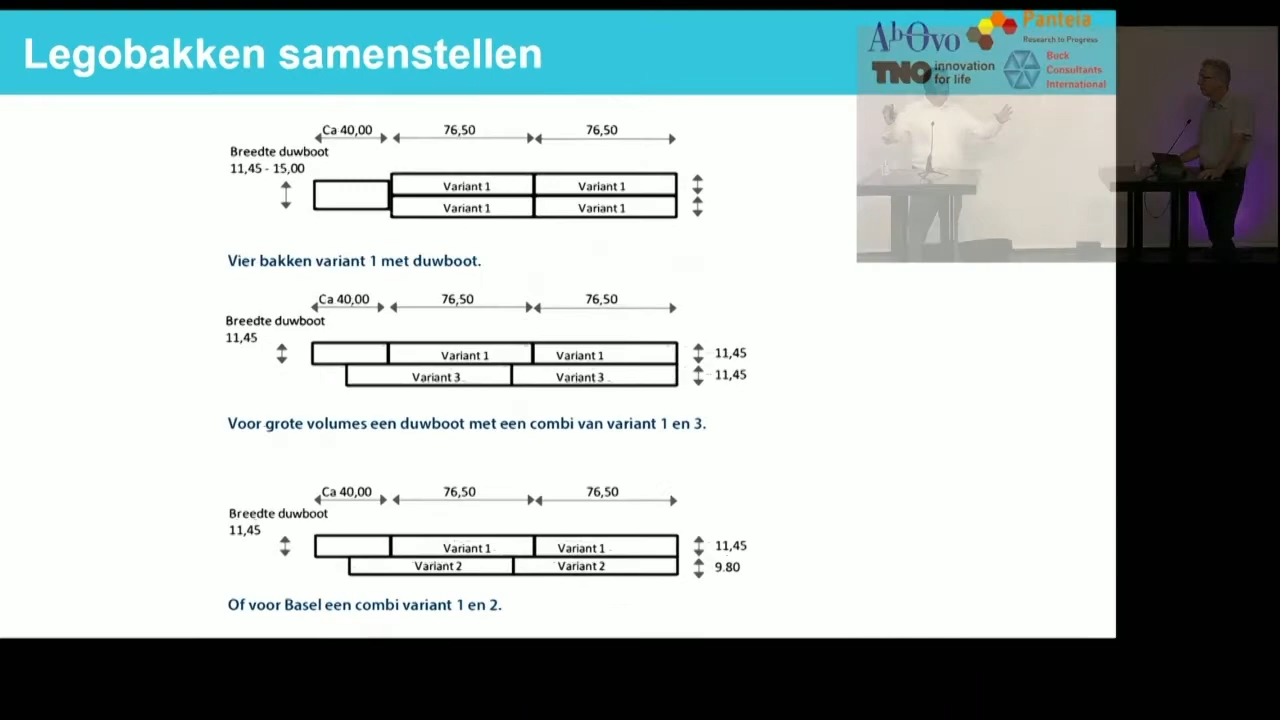 Legobakken samenstellen
AbOvo
Panteia
Research to Progress
TNO innovation
for life
Buck
Consultants
International
Ca 40,00 76,50 76,50
Breedte duwboot
11,45 - 15,00
Variant 1 Variant 1
Variant 1 Variant 1
Vier bakken variant 1 met duwboot.
Ca 40,00 76,50 76,50
Breedte duwboot
11,45
Variant 1 Variant 1 11,45
Variant 3 Variant 3 11,45
Voor grote volumes een duwboot met een combi van variant 1 en 3.
Ca 40,00 76,50 76,50
Breedte duwboot
11,45
Variant 1 Variant 1 11,45
Variant 2 Variant 2 9.80
Of voor Basel een combi variant 1 en 2.